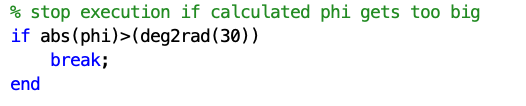 % stop execution if calculated phi gets too big
if abs(phi)>(deg2rad(30))
    break;
end